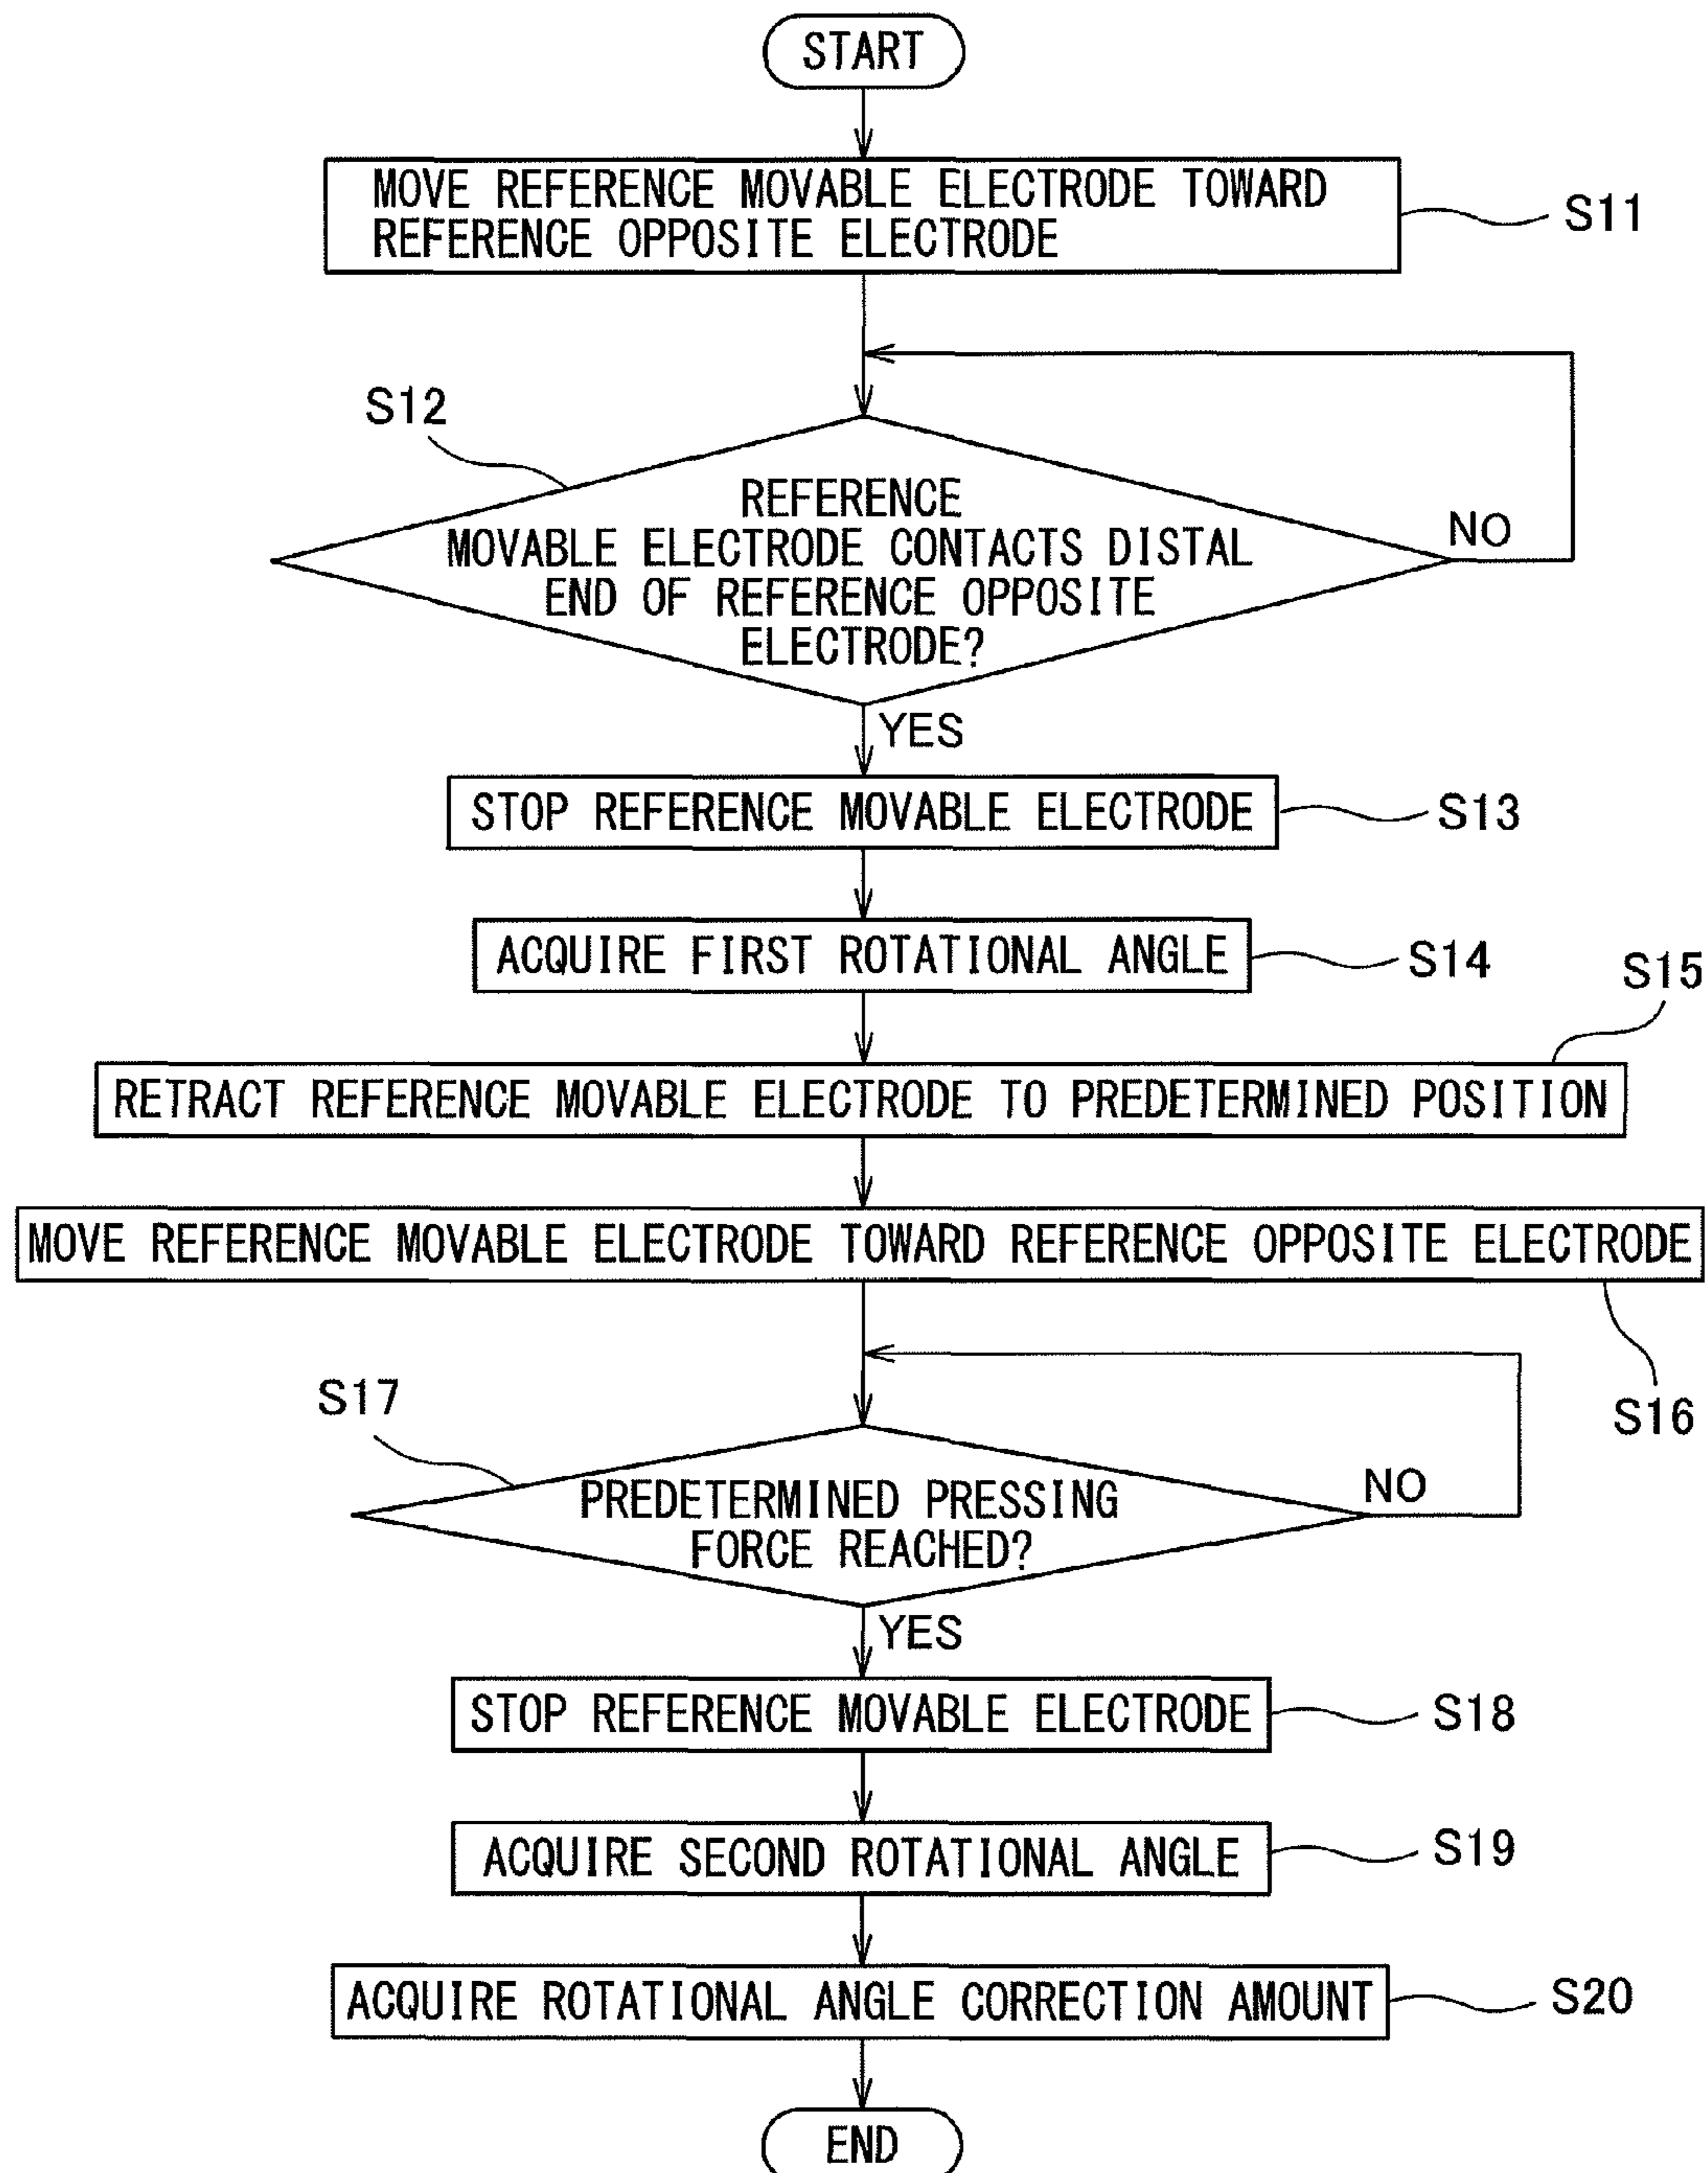 START
MOVE REFERENCE MOVABLE ELECTRODE TOWARD
REFERENCE OPPOSITE ELECTRODE
S11
S12
REFERENCE
MOVABLE ELECTRODE CONTACTS DISTAL
END OF REFERENCE OPPOSITE
ELECTRODE?
NO
YES
STOP REFERENCE MOVABLE ELECTRODE
S13
ACQUIRE FIRST ROTATIONAL ANGLE
S14
S15
RETRACT REFERENCE MOVABLE ELECTRODE TO PREDETERMINED POSITION
MOVE REFERENCE MOVABLE ELECTRODE TOWARD REFERENCE OPPOSITE ELECTRODE
S16
S17
PREDETERMINED PRESSING
FORCE REACHED?
NO
YES
STOP REFERENCE MOVABLE ELECTRODE
S18
ACQUIRE SECOND ROTATIONAL ANGLE
S19
ACQUIRE ROTATIONAL ANGLE CORRECTION AMOUNT
S20
END